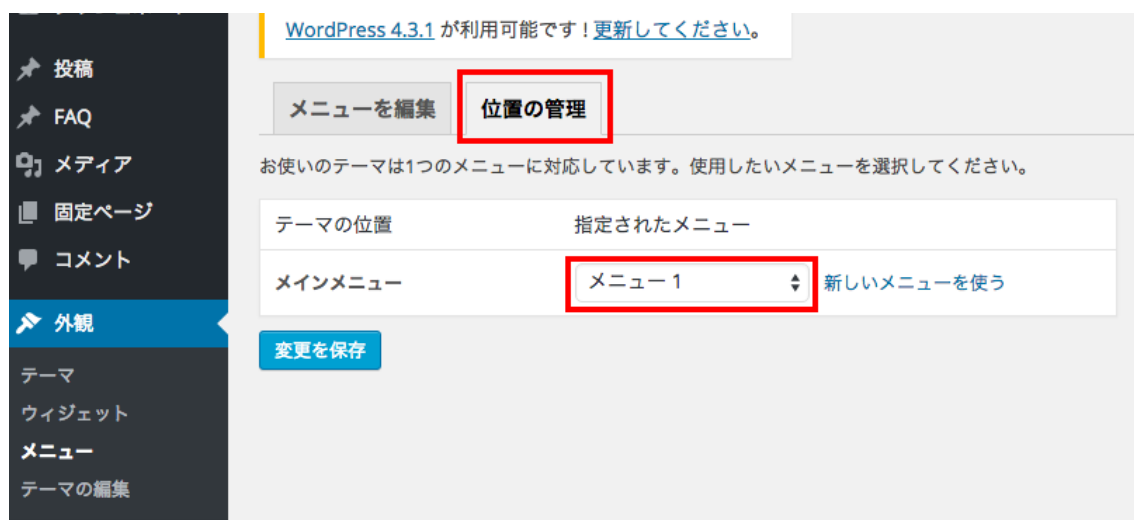 WordPress 4.3.1 が利用可能です ! 更新してください。
投稿
FAQ
メディア
固定ページ
コメント
外観
テーマ
ウィジェット
メニュー
テーマの編集
メニューを編集
位置の管理
お使いのテーマは1つのメニューに対応しています。使用したいメニューを選択してください。
テーマの位置 指定されたメニュー
メインメニュー メニュー 1 新しいメニューを使う
変更を保存